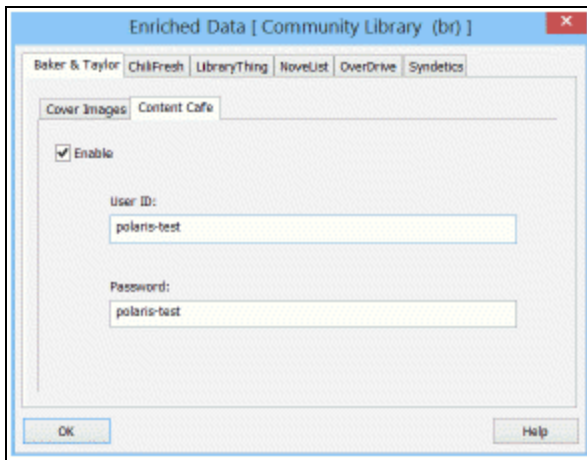 Enriched Data [ Community Library (br) ]
Baker & Taylor ChiliFresh LibraryThing NoveList OverDrive Syndetics
Cover Images Content Cafe
Enable
User ID:
polaris-test
Password:
polaris-test
OK Help